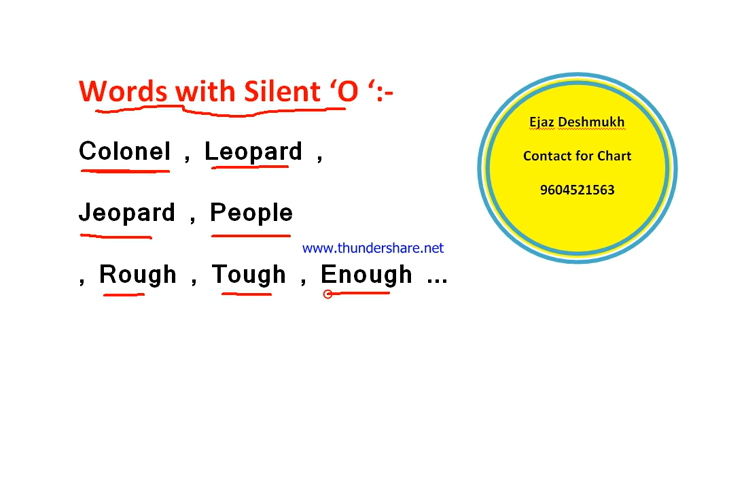 Words with Silent ‘O ‘:-
Colonel , Leopard ,
Jeopard , People
www.thundershare.net
, Rough , Tough , Enough ...
Ejaz Deshmukh
Contact for Chart
9604521563